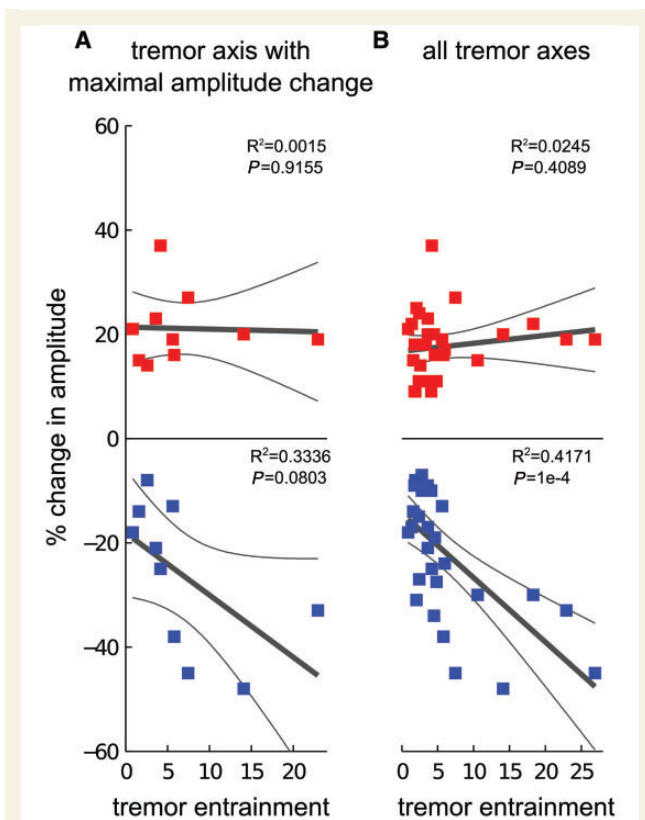 A
tremor axis with
maximal amplitude change
B
all tremor axes
% change in amplitude
60
40
20
0
−20
−40
−60
R²=0.0015
P=0.9155
R²=0.0245
P=0.4089
R²=0.3336
P=0.0803
R²=0.4171
P=1e-4
0 5 10 15 20
0 5 10 15 20 25
tremor entrainment
tremor entrainment